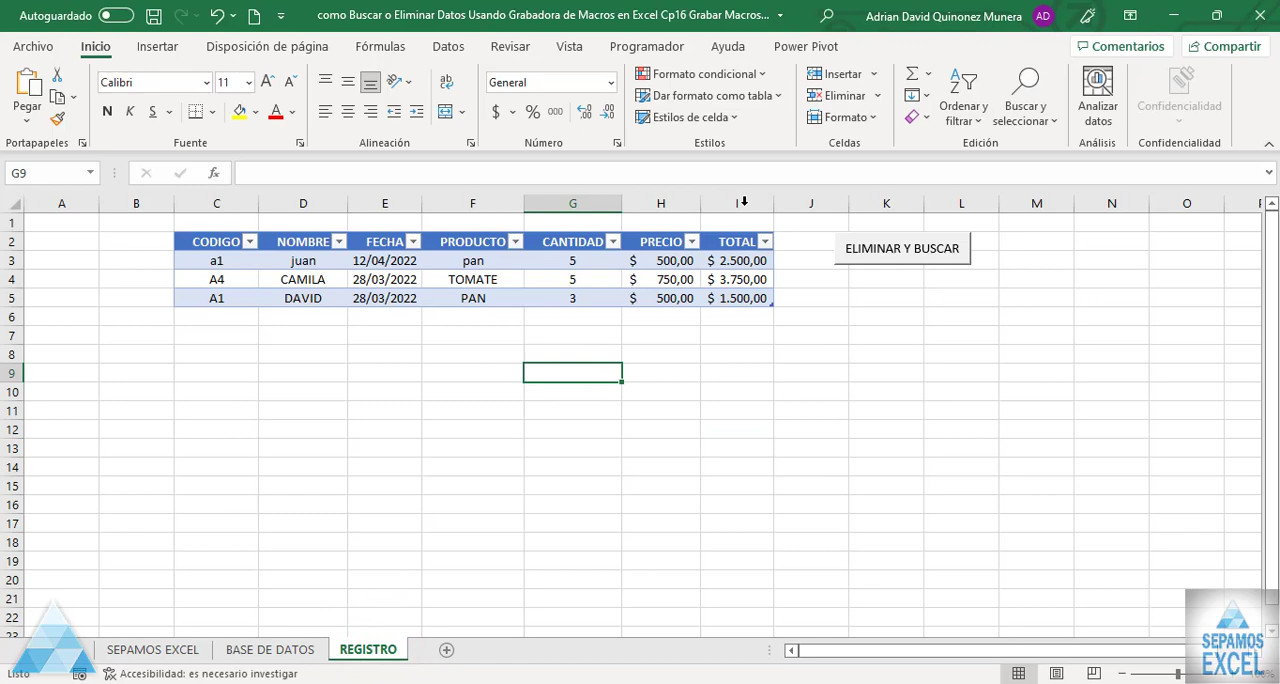 Autoguardado como Buscar o Eliminar Datos Usando Grabadora de Macros en Excel Cp16 Grabar Macros... Adrian David Quinonez Munera AD
Archivo Inicio Insertar Disposición de página Fórmulas Datos Revisar Vista Programador Ayuda Power Pivot Comentarios Compartir
Pegar Calibri 11 General Formato condicional Insertar Ordenar y filtrar Buscar y seleccionar Analizar datos Confidencialidad
N K S $ % 000 Dar formato como tabla Eliminar
Estilos de celda Formato
Portapapeles Fuente Alineación Número Estilos Celdas Edición Análisis Confidencialidad
G9 fx
A B C D E F G H I J K L M N O P
1
2 CODIGO NOMBRE FECHA PRODUCTO CANTIDAD PRECIO TOTAL ELIMINAR Y BUSCAR
3 a1 juan 12/04/2022 pan 5 $ 500,00 $ 2.500,00
4 A4 CAMILA 28/03/2022 TOMATE 5 $ 750,00 $ 3.750,00
5 A1 DAVID 28/03/2022 PAN 3 $ 500,00 $ 1.500,00
6
7
8
9
10
11
12
13
14
15
16
17
18
19
20
21
22
23
SEPAMOS EXCEL BASE DE DATOS REGISTRO
Listo Accesibilidad: es necesario investigar
SEPAMOS
EXCEL